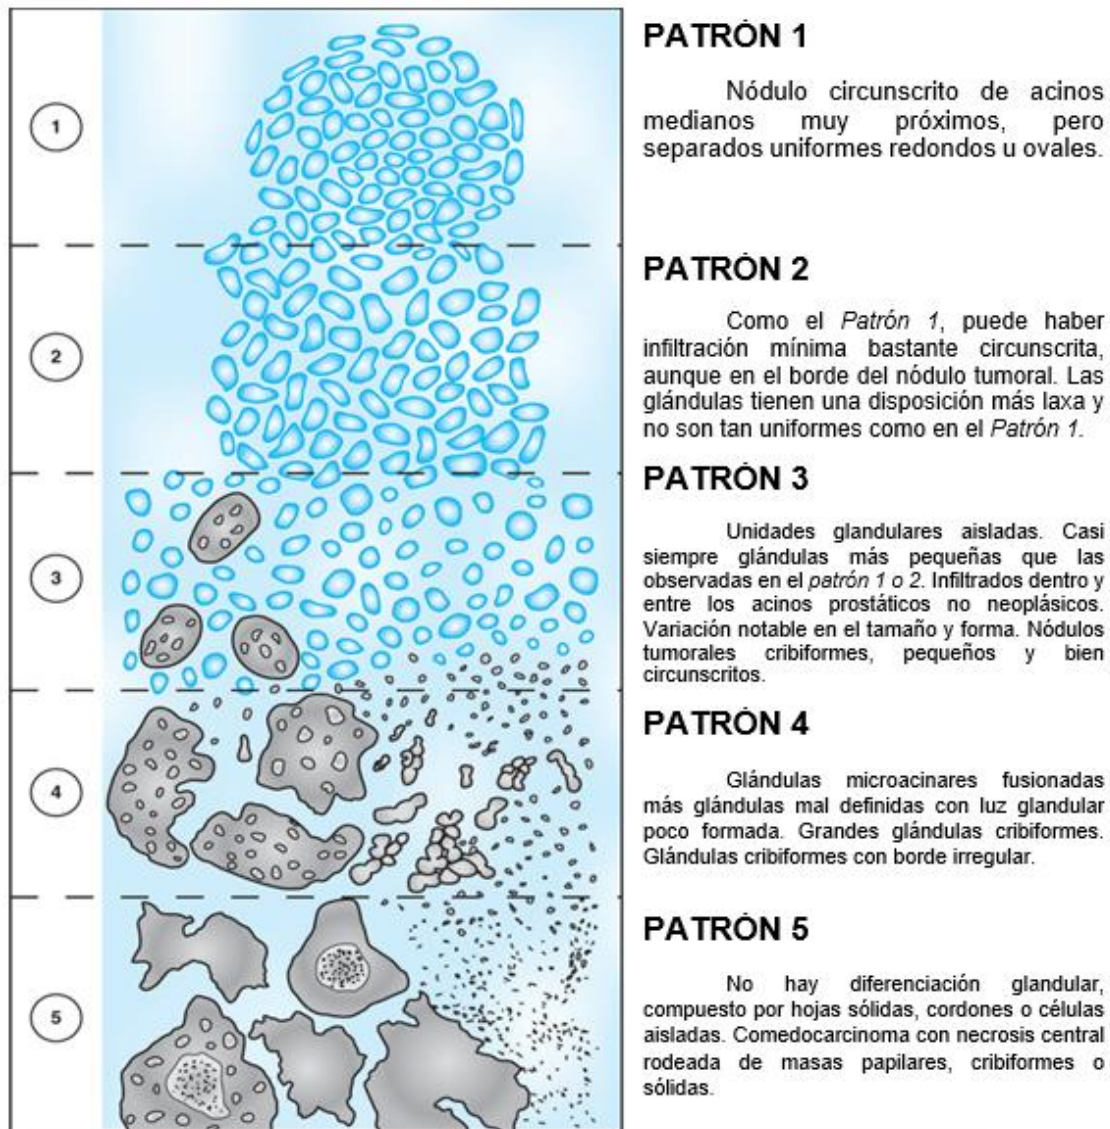 PATRÓN 1
Nódulo circunscrito de acinos
medianos muy próximos, pero
separados uniformes redondos u ovales.
1
PATRÓN 2
Como el Patrón 1, puede haber
infiltración mínima bastante circunscrita,
aunque en el borde del nódulo tumoral. Las
glándulas tienen una disposición más laxa y
no son tan uniformes como en el Patrón 1.
2
PATRÓN 3
Unidades glandulares aisladas. Casi
siempre glándulas más pequeñas que las
observadas en el patrón 1 o 2. Infiltrados dentro y
entre los acinos prostáticos no neoplásicos.
Variación notable en el tamaño y forma. Nódulos
tumorales cribiformes, pequeños y bien
circunscritos.
3
PATRÓN 4
Glándulas microacinares fusionadas
más glándulas mal definidas con luz glandular
poco formada. Grandes glándulas cribiformes.
Glándulas cribiformes con borde irregular.
4
PATRÓN 5
No hay diferenciación glandular,
compuesto por hojas sólidas, cordones o células
aisladas. Comedocarcinoma con necrosis central
rodeada de masas papilares, cribiformes o
sólidas.
5